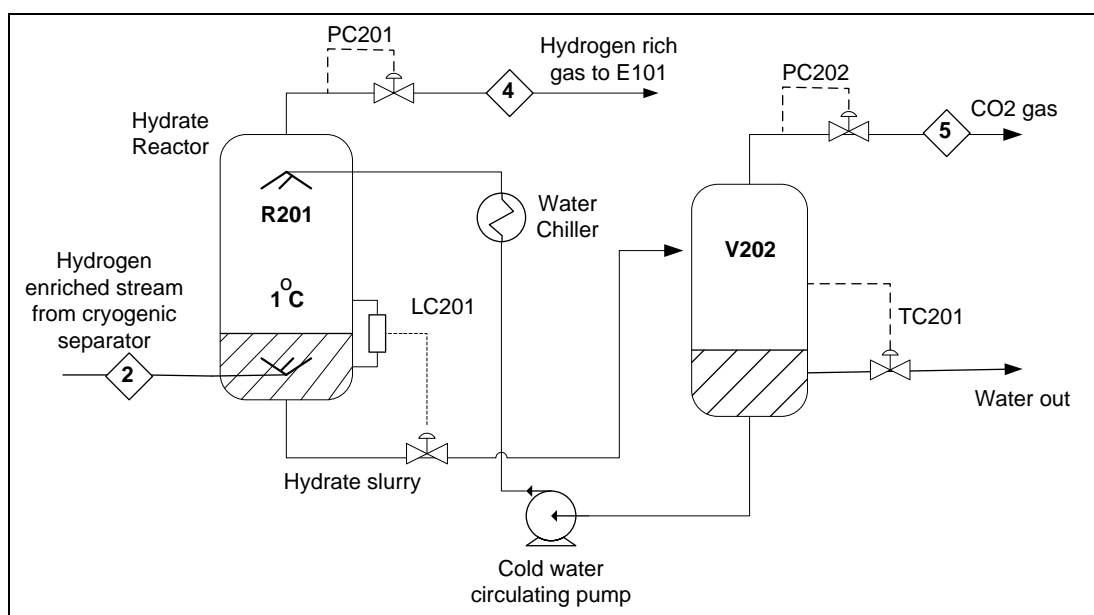 PC201
Hydrogen rich
gas to E101
4
PC202
CO2 gas
5
Hydrate
Reactor
R201
Water
Chiller
V202
Hydrogen
enriched stream
from cryogenic
separator
1°C
LC201
TC201
2
Water out
Hydrate slurry
Cold water
circulating pump